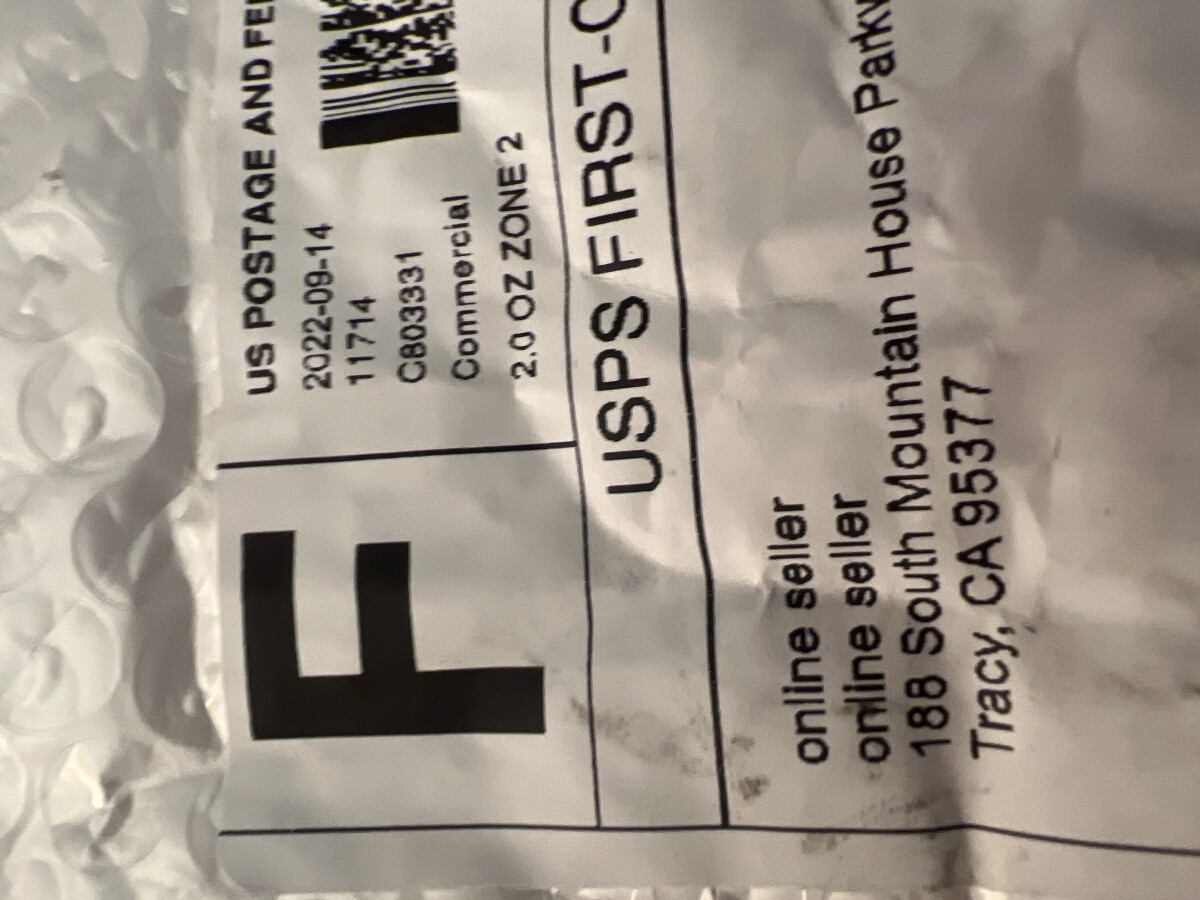 F
US POSTAGE AND FE
2022-09-14
11714
C803331
Commercial
2.0 OZ ZONE 2
USPS FIRST-C
online seller
online seller
188 South Mountain House Parkw
Tracy, CA 95377